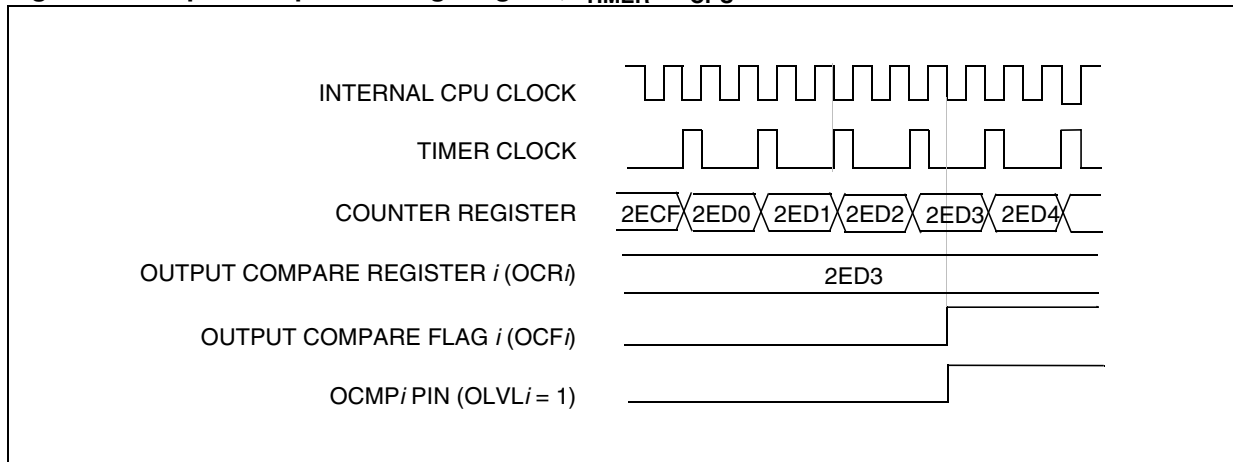 INTERNAL CPU CLOCK
TIMER CLOCK
COUNTER REGISTER 2ECF 2ED0 2ED1 2ED2 2ED3 2ED4
OUTPUT COMPARE REGISTER i (OCRi) 2ED3
OUTPUT COMPARE FLAG i (OCFi)
OCMPi PIN (OLVLi = 1)